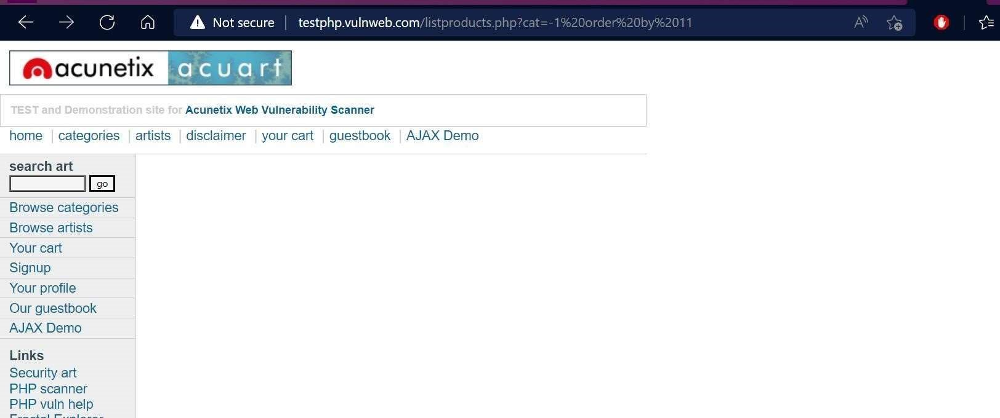 Not secure | testphp.vulnweb.com/listproducts.php?cat=-1%20order%20by%2011
acunetix acuart
TEST and Demonstration site for Acunetix Web Vulnerability Scanner
home | categories | artists | disclaimer | your cart | guestbook | AJAX Demo
search art
go
Browse categories
Browse artists
Your cart
Signup
Your profile
Our guestbook
AJAX Demo
Links
Security art
PHP scanner
PHP vuln help
Fractal Explorer